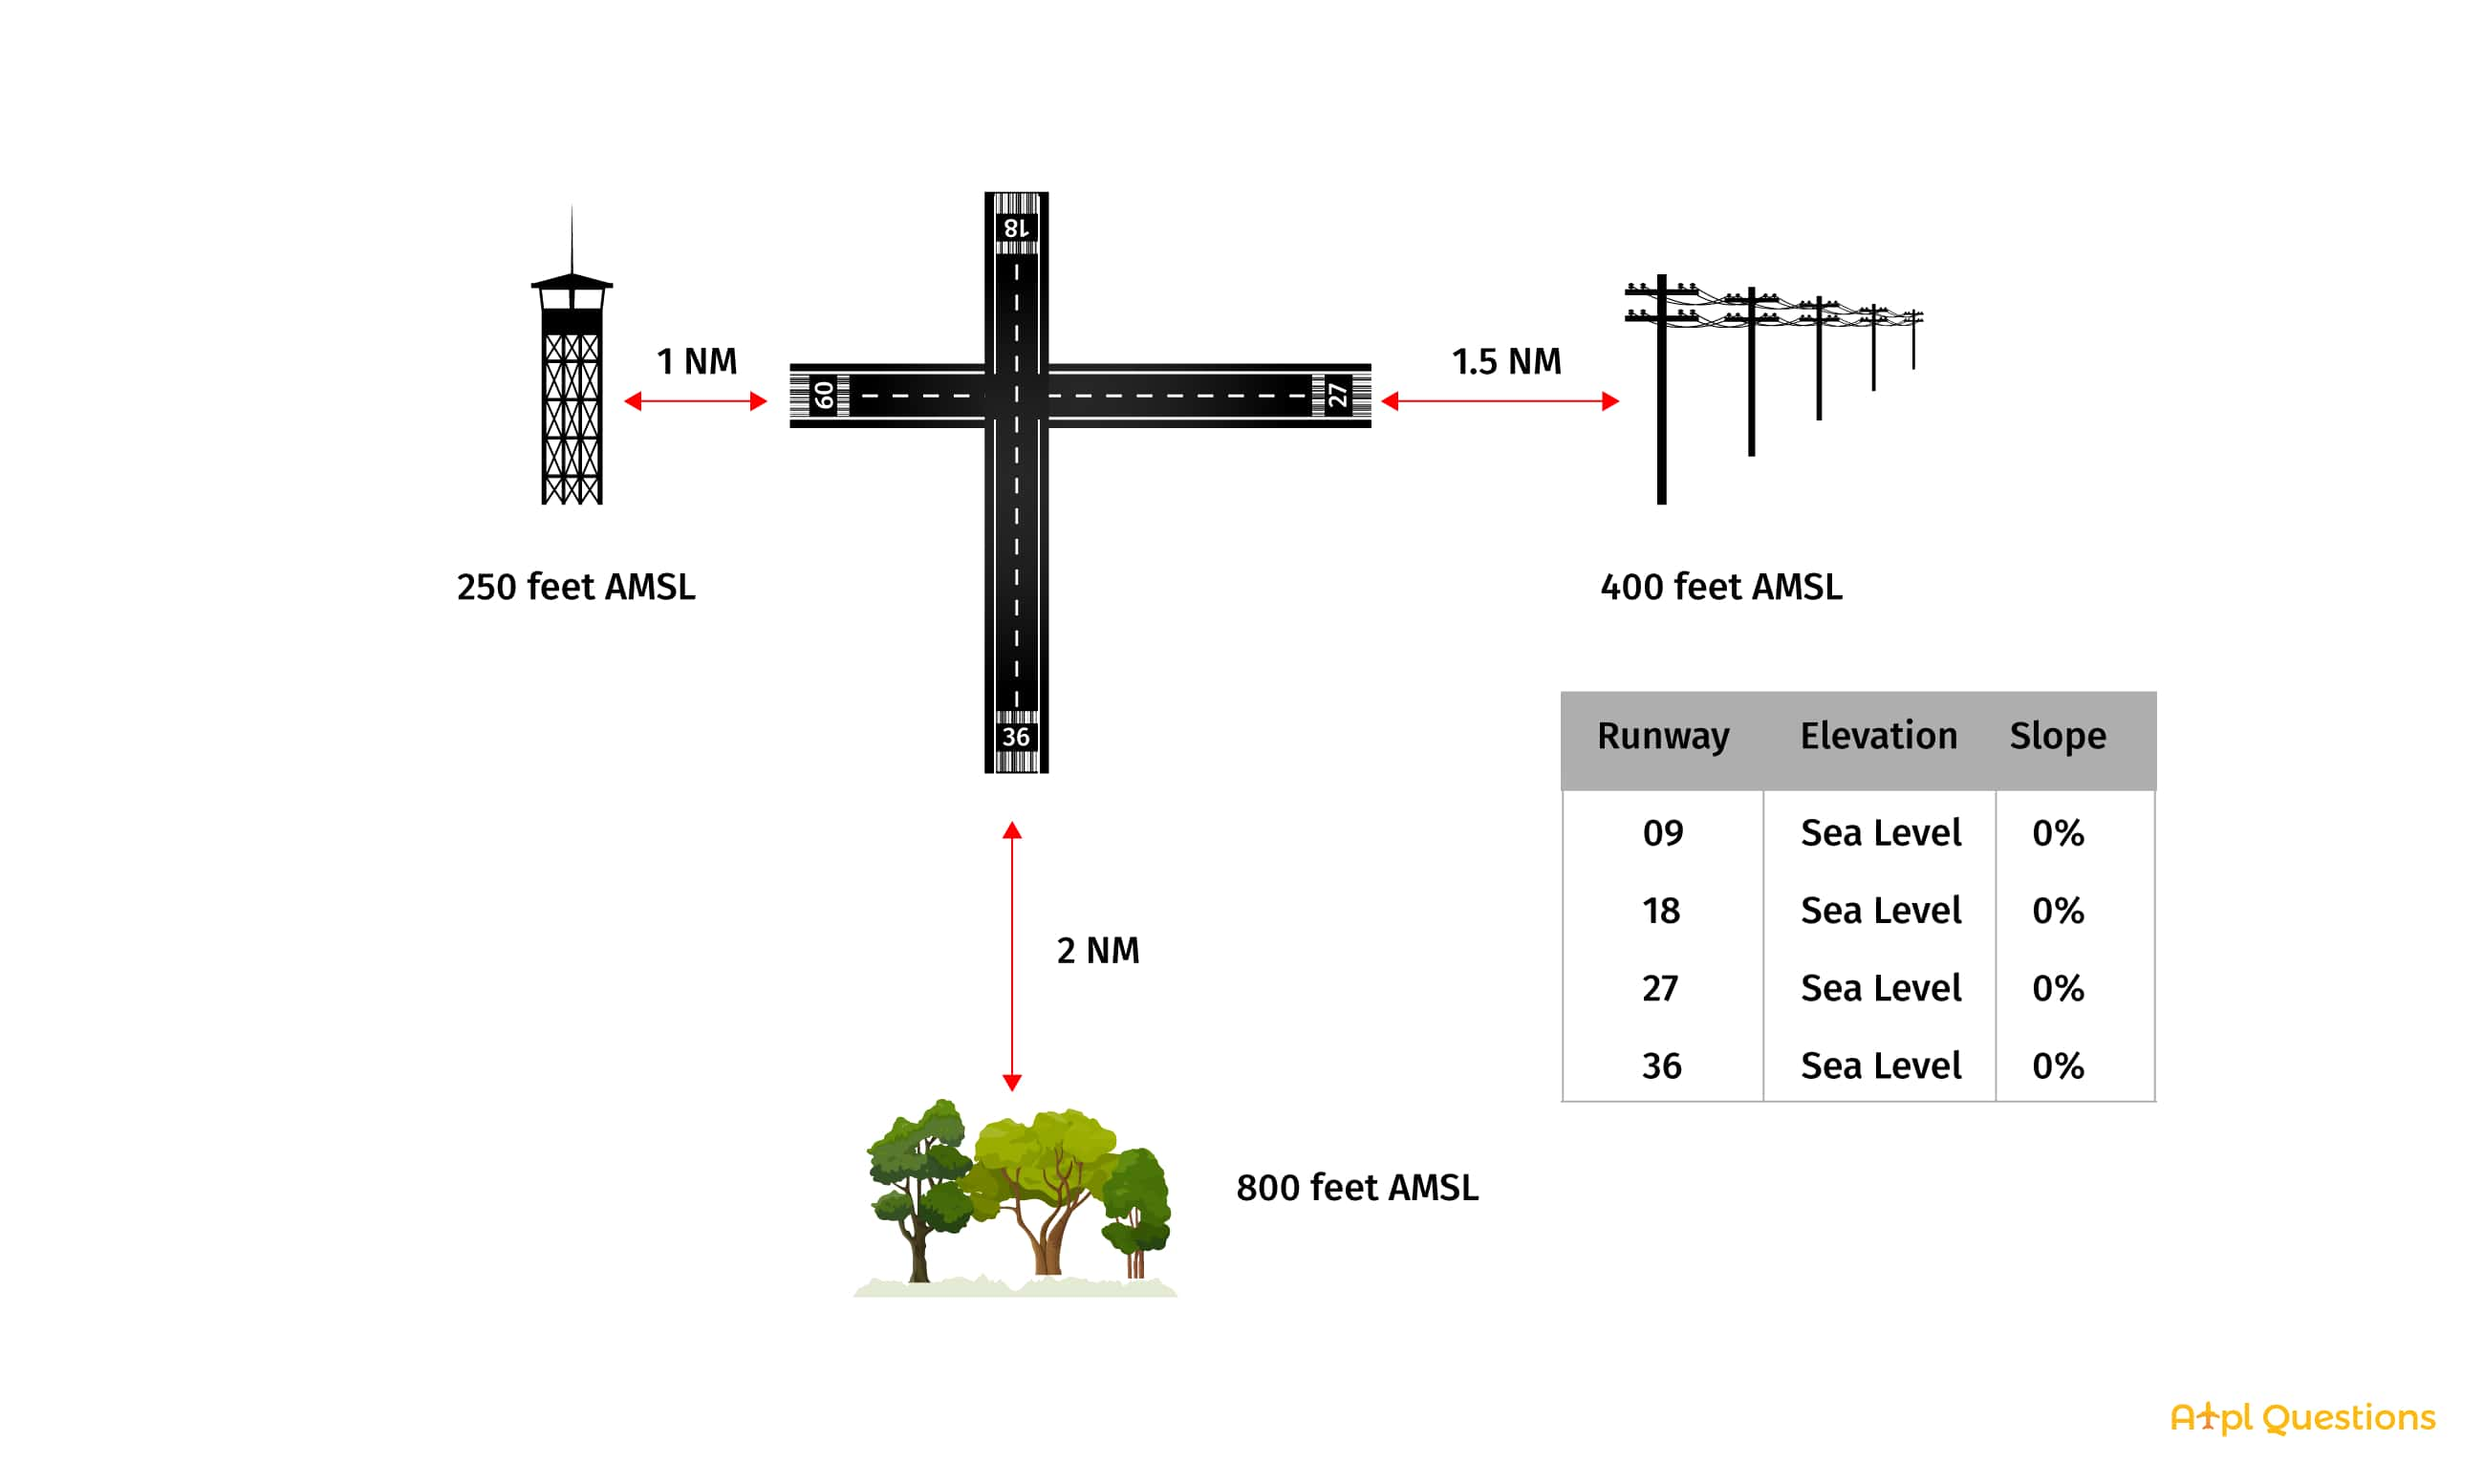 18
1 NM
1.5 NM
09
27
250 feet AMSL
400 feet AMSL
36
Runway Elevation Slope
09 Sea Level 0%
18 Sea Level 0%
27 Sea Level 0%
36 Sea Level 0%
2 NM
800 feet AMSL
Atpl Questions